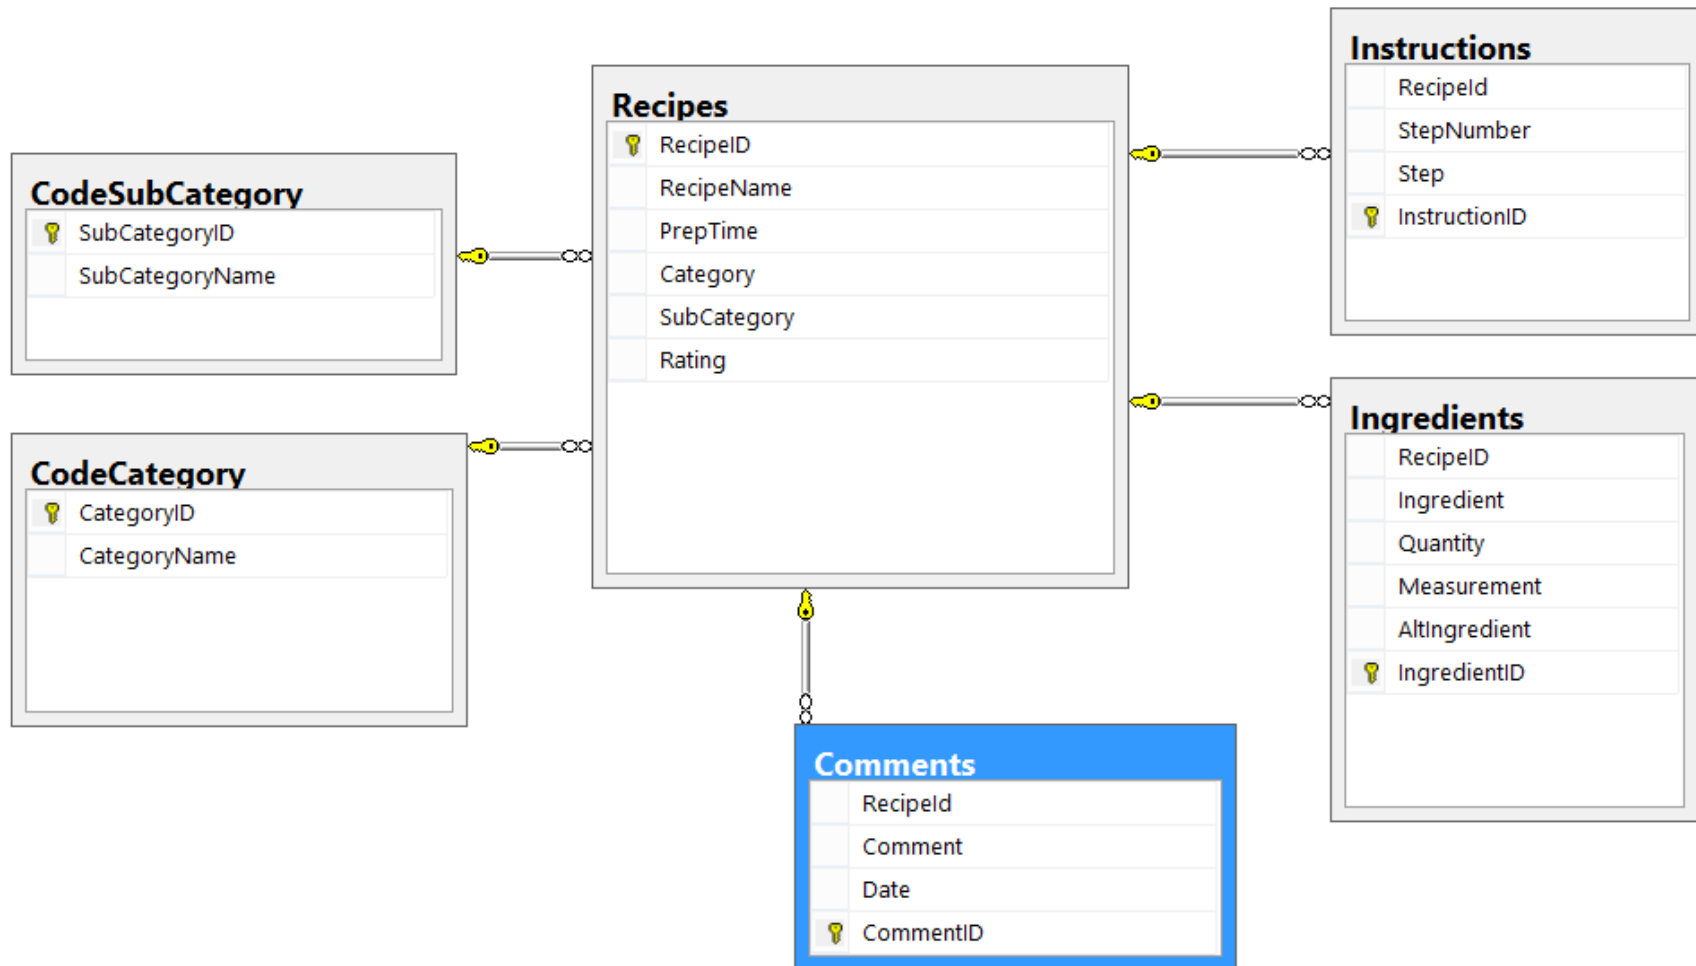 CodeSubCategory
SubCategoryID
SubCategoryName
CodeCategory
CategoryID
CategoryName
Recipes
RecipeID
RecipeName
PrepTime
Category
SubCategory
Rating
Comments
RecipeId
Comment
Date
CommentID
Instructions
RecipeId
StepNumber
Step
InstructionID
Ingredients
RecipeID
Ingredient
Quantity
Measurement
AltIngredient
IngredientID